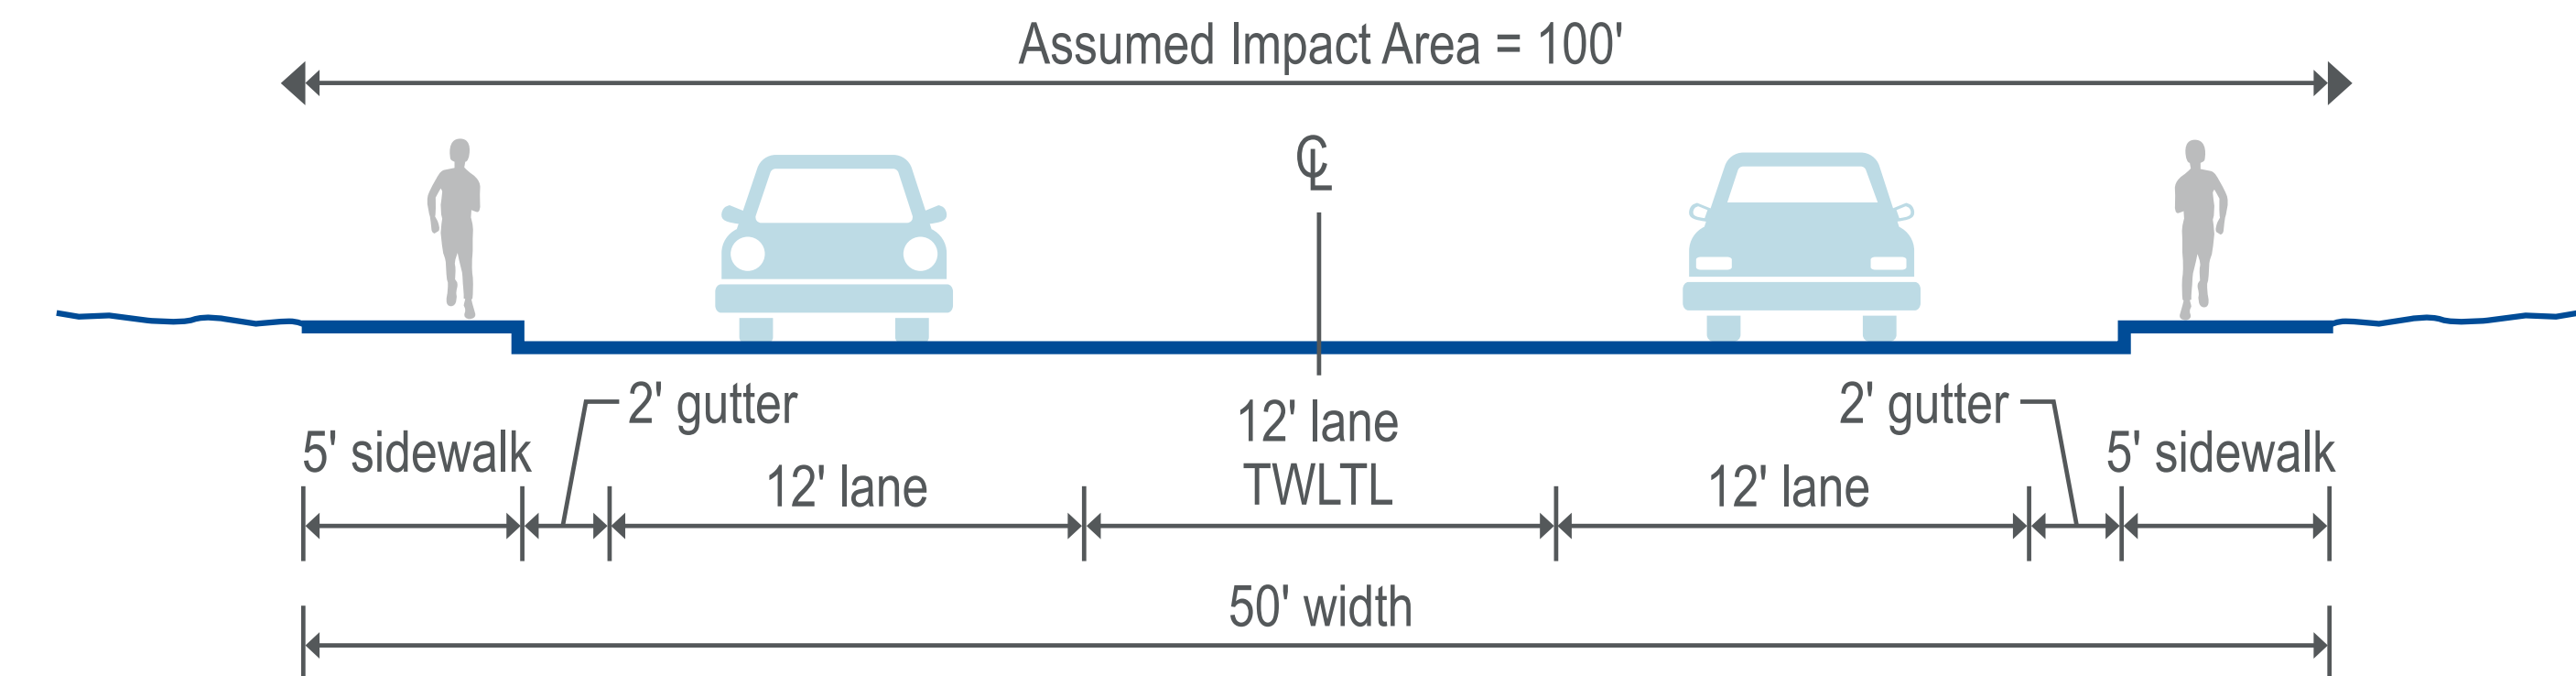 Assumed Impact Area = 100'
℄
2' gutter
12' lane
2' gutter
5' sidewalk
12' lane
TWLTL
12' lane
5' sidewalk
50' width